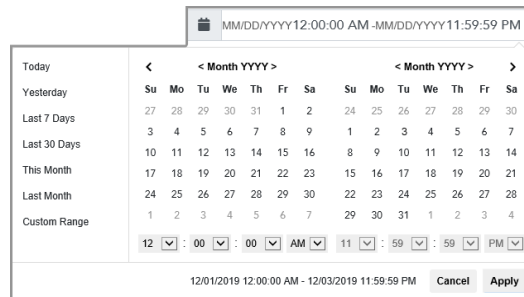 MM/DD/YYYY12:00:00 AM -MM/DD/YYYY11:59:59 PM
Today
Yesterday
Last 7 Days
Last 30 Days
This Month
Last Month
Custom Range
< < Month YYYY >
Su Mo Tu We Th Fr Sa
27 28 29 30 31 1 2
3 4 5 6 7 8 9
10 11 12 13 14 15 16
17 18 19 20 21 22 23
24 25 26 27 28 29 30
1 2 3 4 5 6 7
12 : 00 : 00 AM
< Month YYYY > >
Su Mo Tu We Th Fr Sa
24 25 26 27 28 29 30
1 2 3 4 5 6 7
8 9 10 11 12 13 14
15 16 17 18 19 20 21
22 23 24 25 26 27 28
29 30 31 1 2 3 4
11 : 59 : 59 PM
12/01/2019 12:00:00 AM - 12/03/2019 11:59:59 PM Cancel Apply